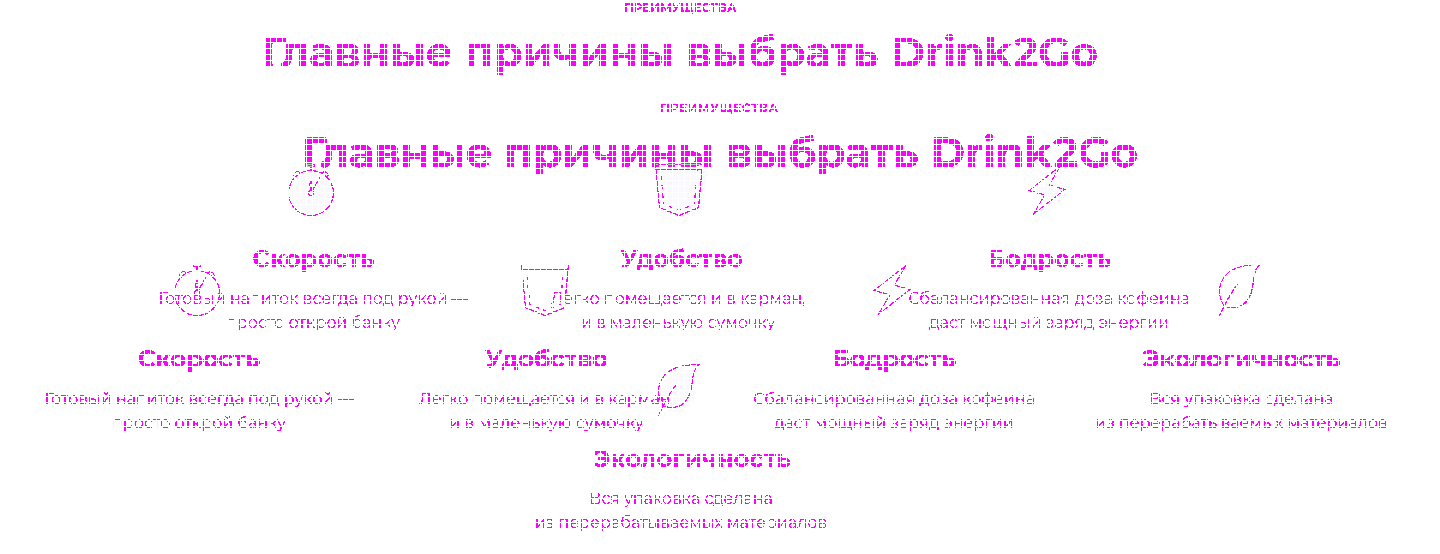 ПРЕИМУЩЕСТВА
Главные причины выбрать Drink2Go
ПРЕИМУЩЕСТВА
Главные причины выбрать Drink2Go
Скорость Удобство Бодрость
Готовый напиток всегда под рукой — Легко помещается и в карман, Сбалансированная доза кофеина
просто открой банку и в маленькую сумочку даст мощный заряд энергии
Скорость Удобство Бодрость Экологичность
Готовый напиток всегда под рукой — Легко помещается и в карман, Сбалансированная доза кофеина Вся упаковка сделана
просто открой банку и в маленькую сумочку даст мощный заряд энергии из перерабатываемых материалов
Экологичность
Вся упаковка сделана
из перерабатываемых материалов